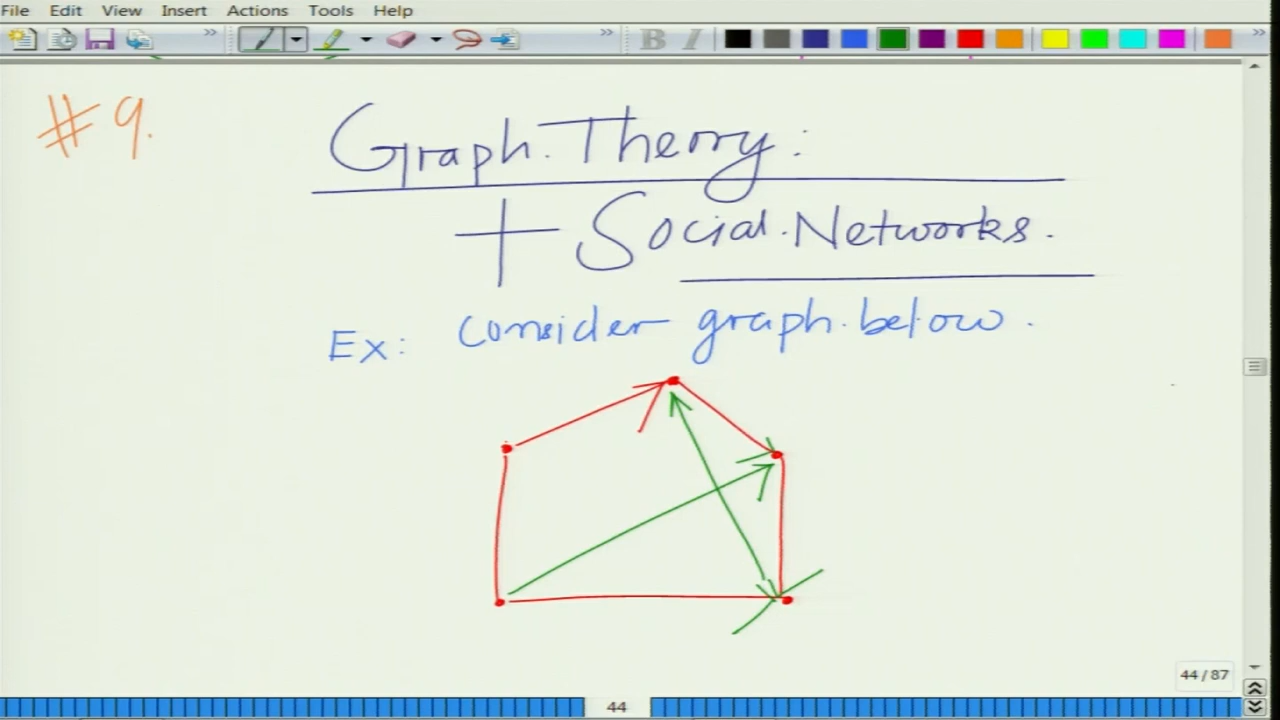 File Edit View Insert Actions Tools Help
B I
#9.
Graph Theory:
+ Social Networks.
Ex: Consider graph below.
44/87
44